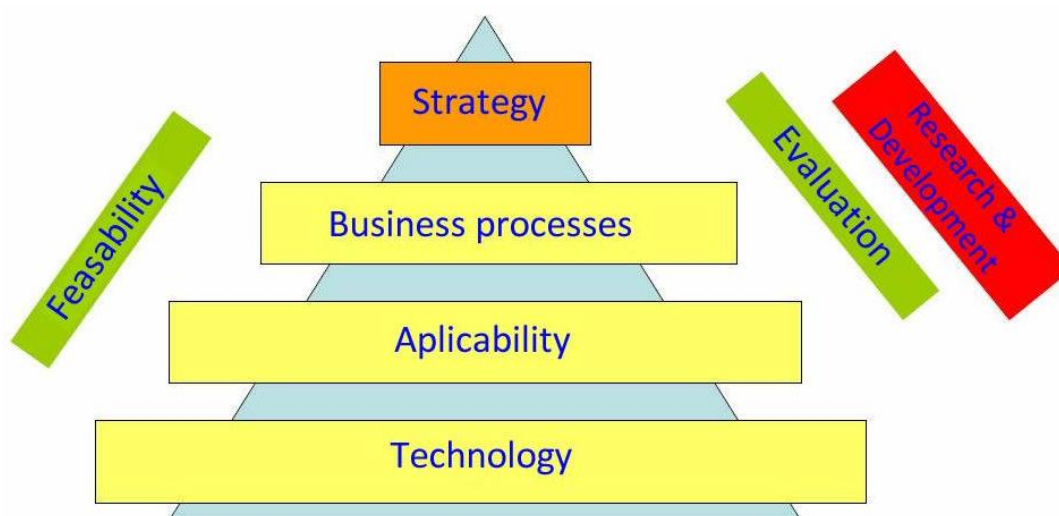 Strategy
Business processes
Aplicability
Technology
Feasability
Evaluation
Research &
Development